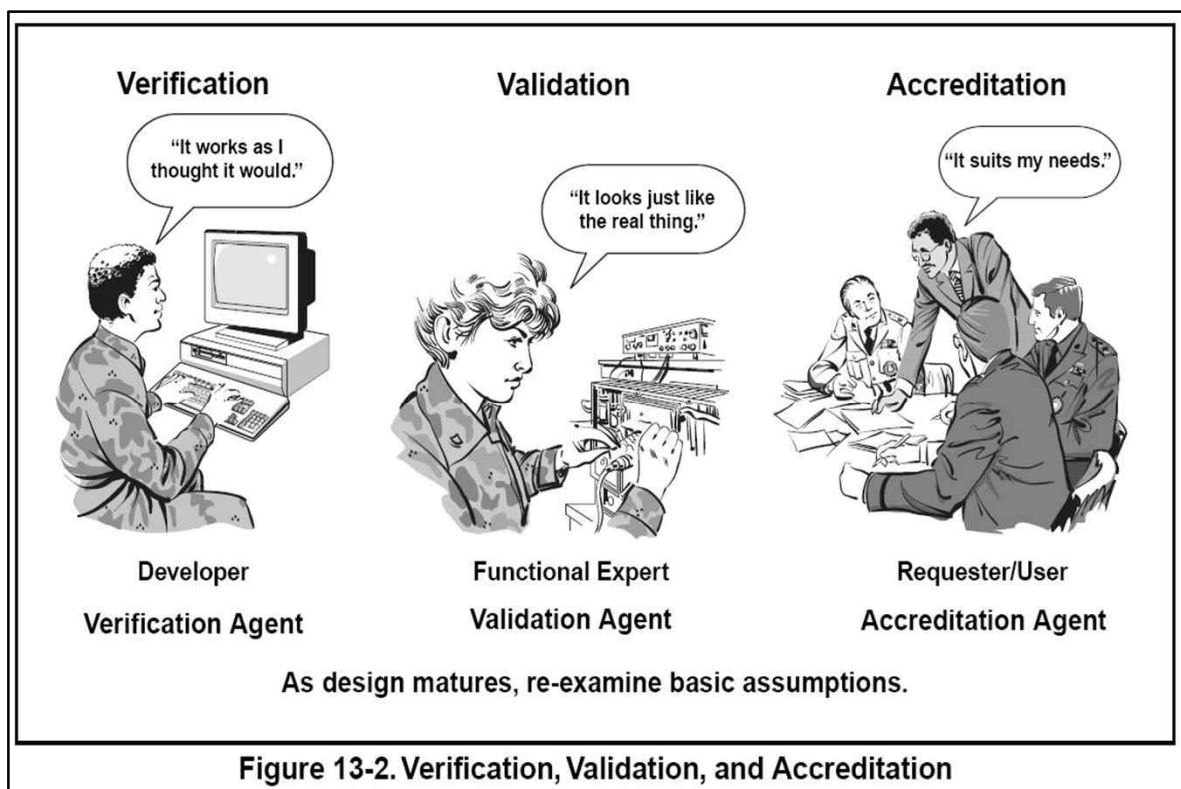 Verification
Validation
Accreditation
“It works as I
thought it would.”
“It looks just like
the real thing.”
“It suits my needs.”
Developer
Verification Agent
Functional Expert
Validation Agent
Requester/User
Accreditation Agent
As design matures, re-examine basic assumptions.
Figure 13-2. Verification, Validation, and Accreditation